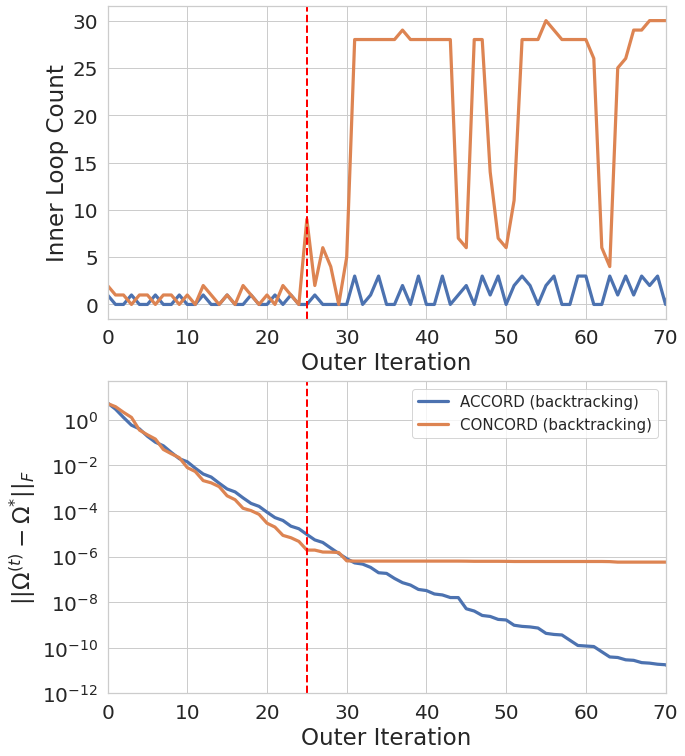 30
25
20
15
10
5
0
Inner Loop Count
0 10 20 30 40 50 60 70
Outer Iteration
ACCORD (backtracking)
CONCORD (backtracking)
10⁰
10⁻²
10⁻⁴
10⁻⁶
10⁻⁸
10⁻¹⁰
10⁻¹²
||Ω⁽ᵗ⁾ − Ω*||_F
0 10 20 30 40 50 60 70
Outer Iteration